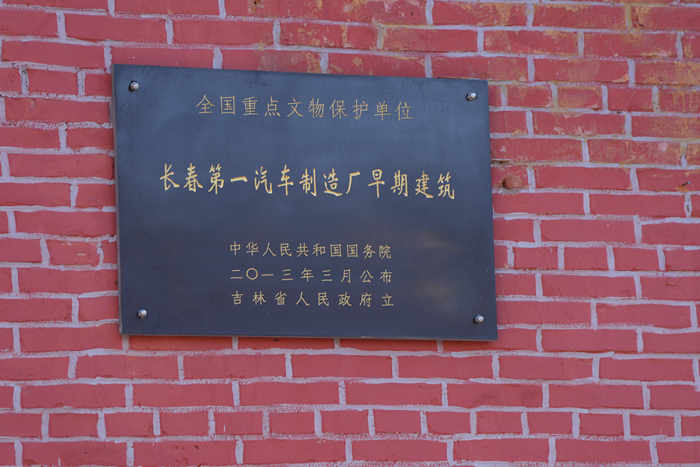 全国重点文物保护单位
长春第一汽车制造厂早期建筑
中华人民共和国国务院
二〇一三年三月公布
吉林省人民政府立